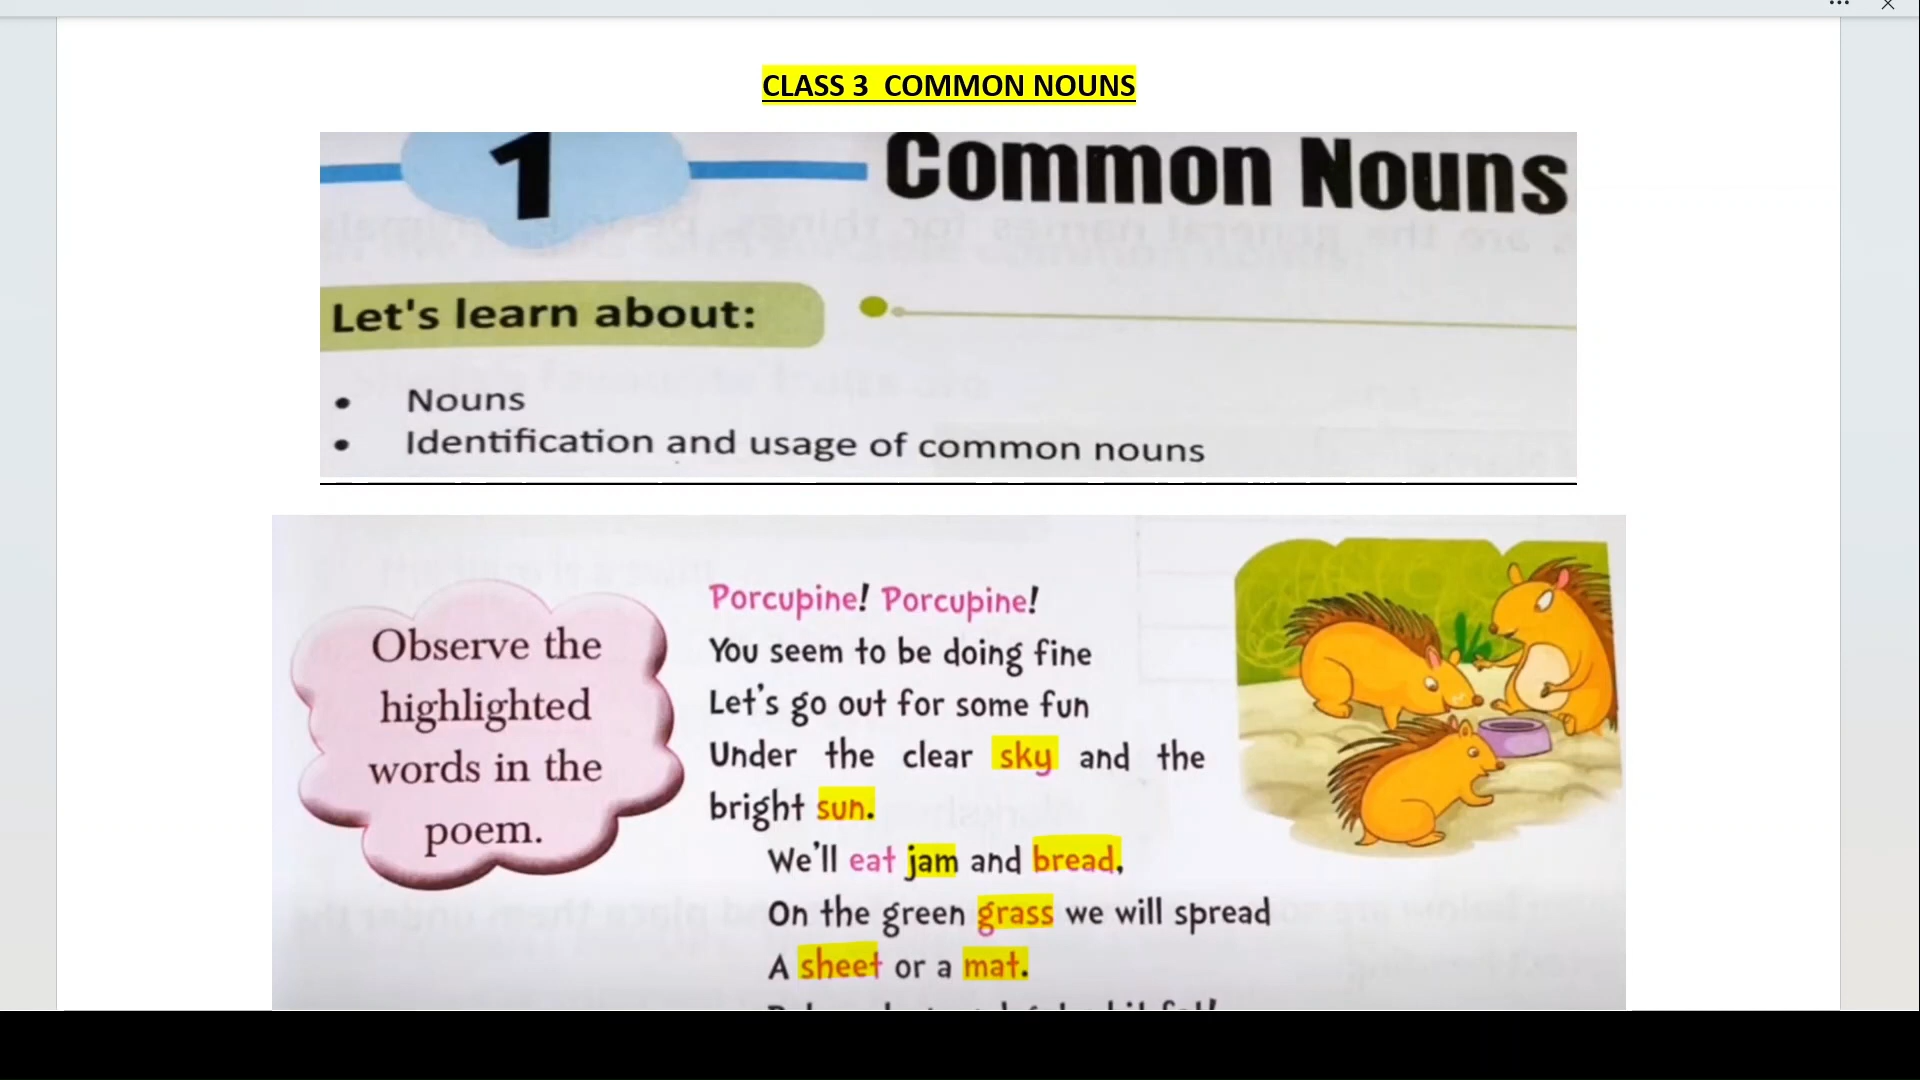 CLASS 3 COMMON NOUNS
1
Common Nouns
Let's learn about:
• Nouns
• Identification and usage of common nouns
Observe the
highlighted
words in the
poem.
Porcupine! Porcupine!
You seem to be doing fine
Let's go out for some fun
Under the clear sky and the
bright sun.
We'll eat jam and bread,
On the green grass we will spread
A sheet or a mat.